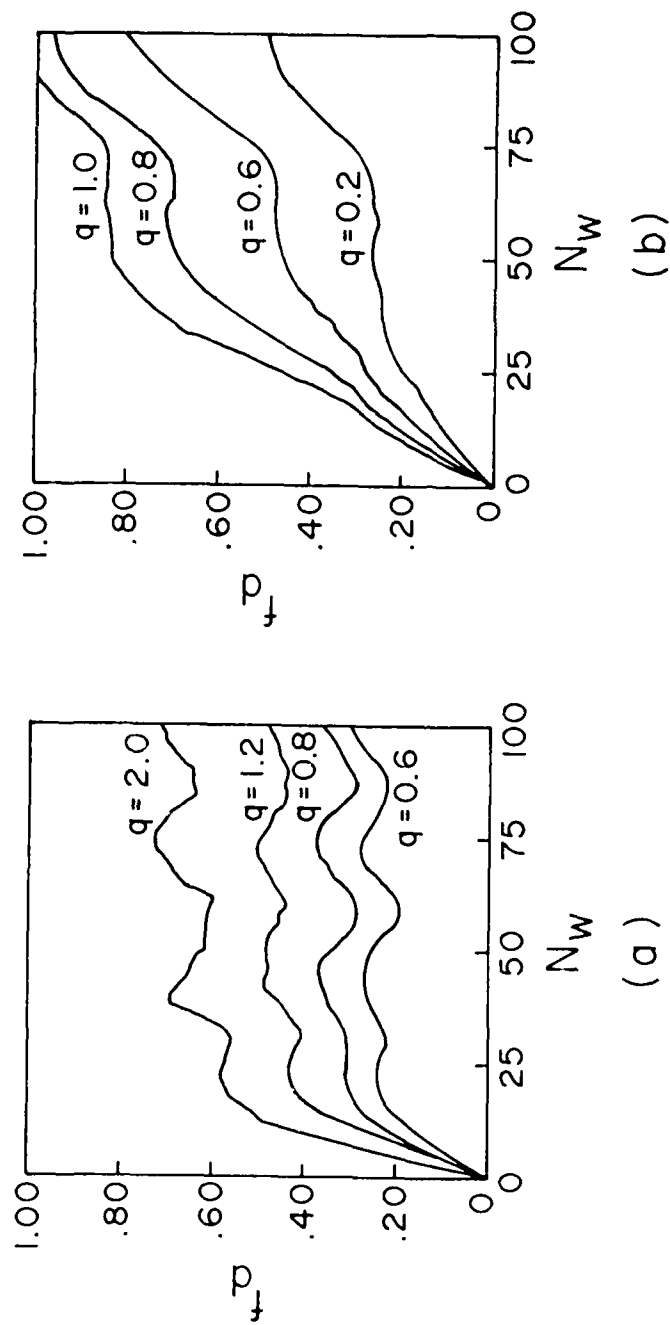 1.00
.80
.60
.40
.20
0
f_d
q = 2.0
q = 1.2
q = 0.8
q = 0.6
0 25 50 75 100
N_W
(a)
1.00
.80
.60
.40
.20
0
f_d
q = 1.0
q = 0.8
q = 0.6
q = 0.2
0 25 50 75 100
N_W
(b)